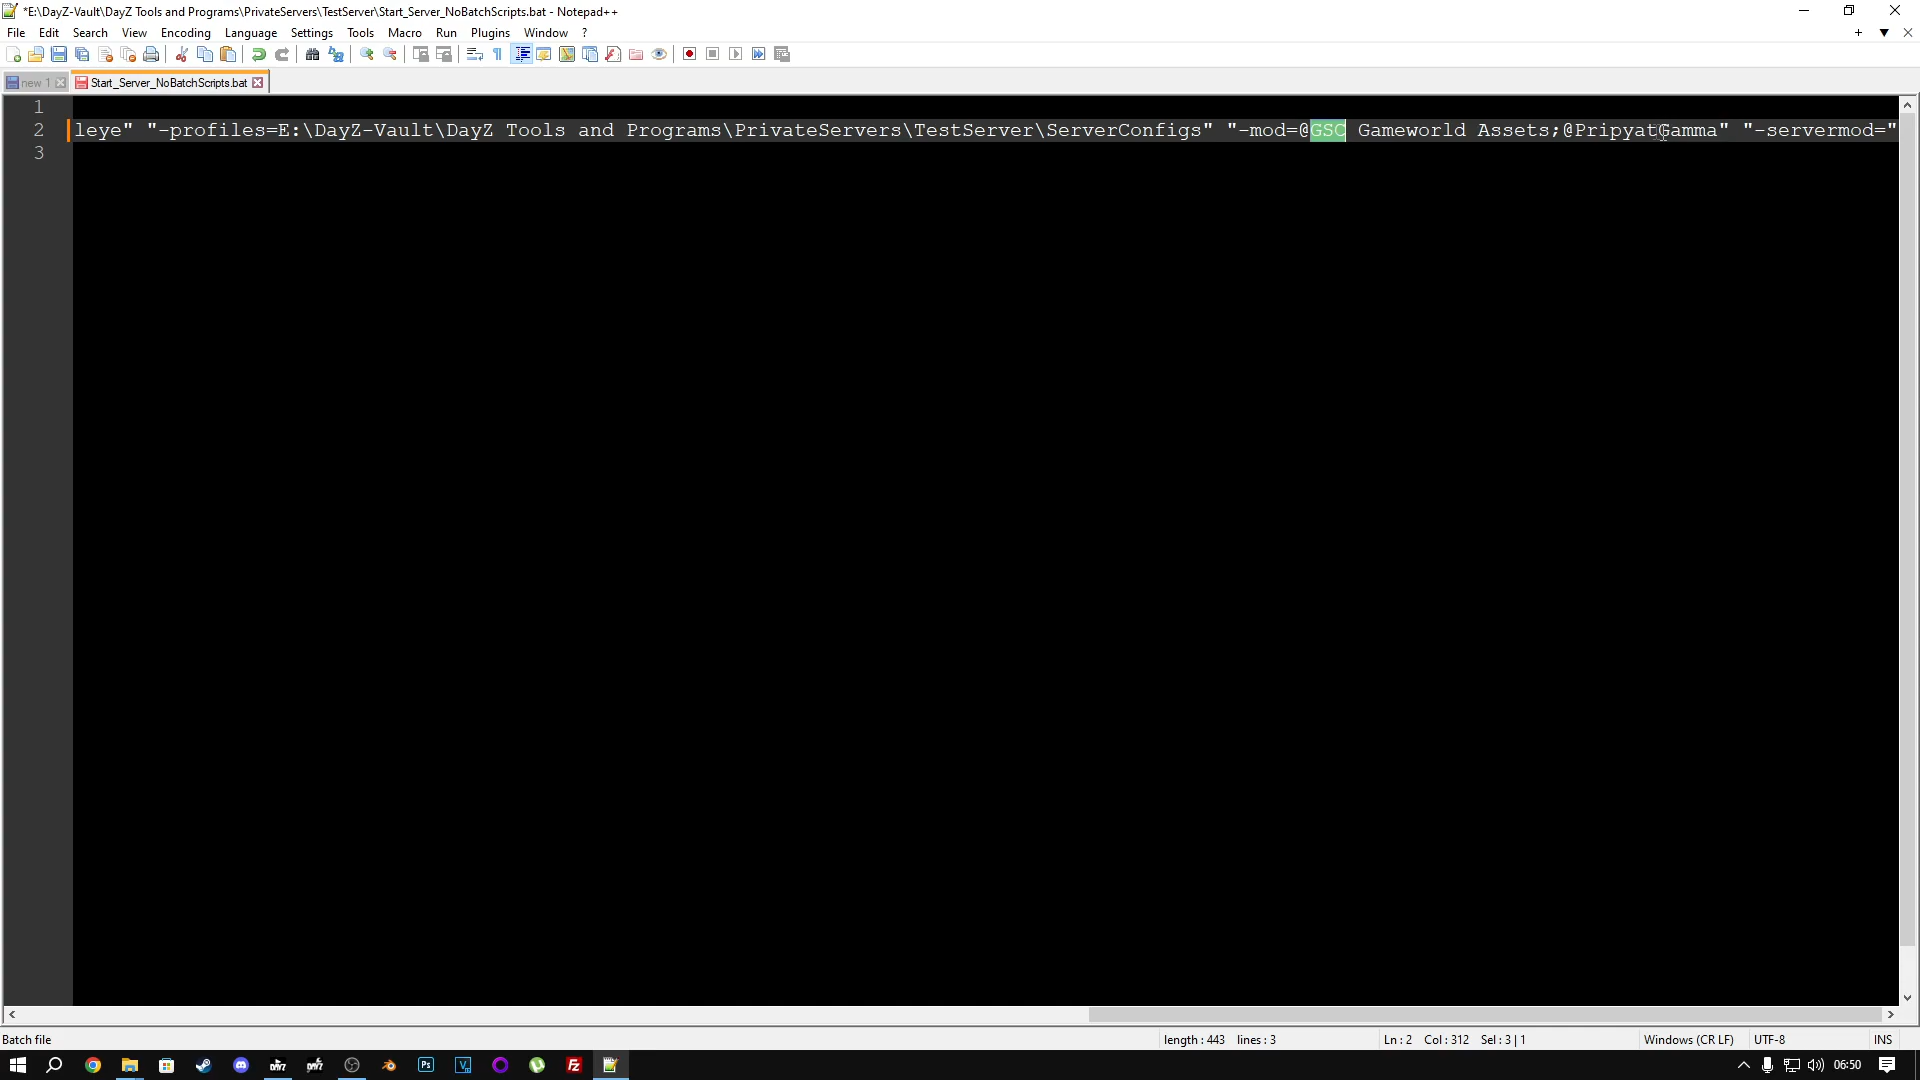 *E:\DayZ-Vault\DayZ Tools and Programs\PrivateServers\TestServer\Start_Server_NoBatchScripts.bat - Notepad++
File Edit Search View Encoding Language Settings Tools Macro Run Plugins Window ?
new 1 Start_Server_NoBatchScripts.bat
1
2 leye" "-profiles=E:\DayZ-Vault\DayZ Tools and Programs\PrivateServers\TestServer\ServerConfigs" "-mod=@GSC Gameworld Assets;@PripyatGamma" "-servermod="
3
Batch file length : 443 lines : 3 Ln : 2 Col : 312 Sel : 3 | 1 Windows (CR LF) UTF-8 INS
06:50